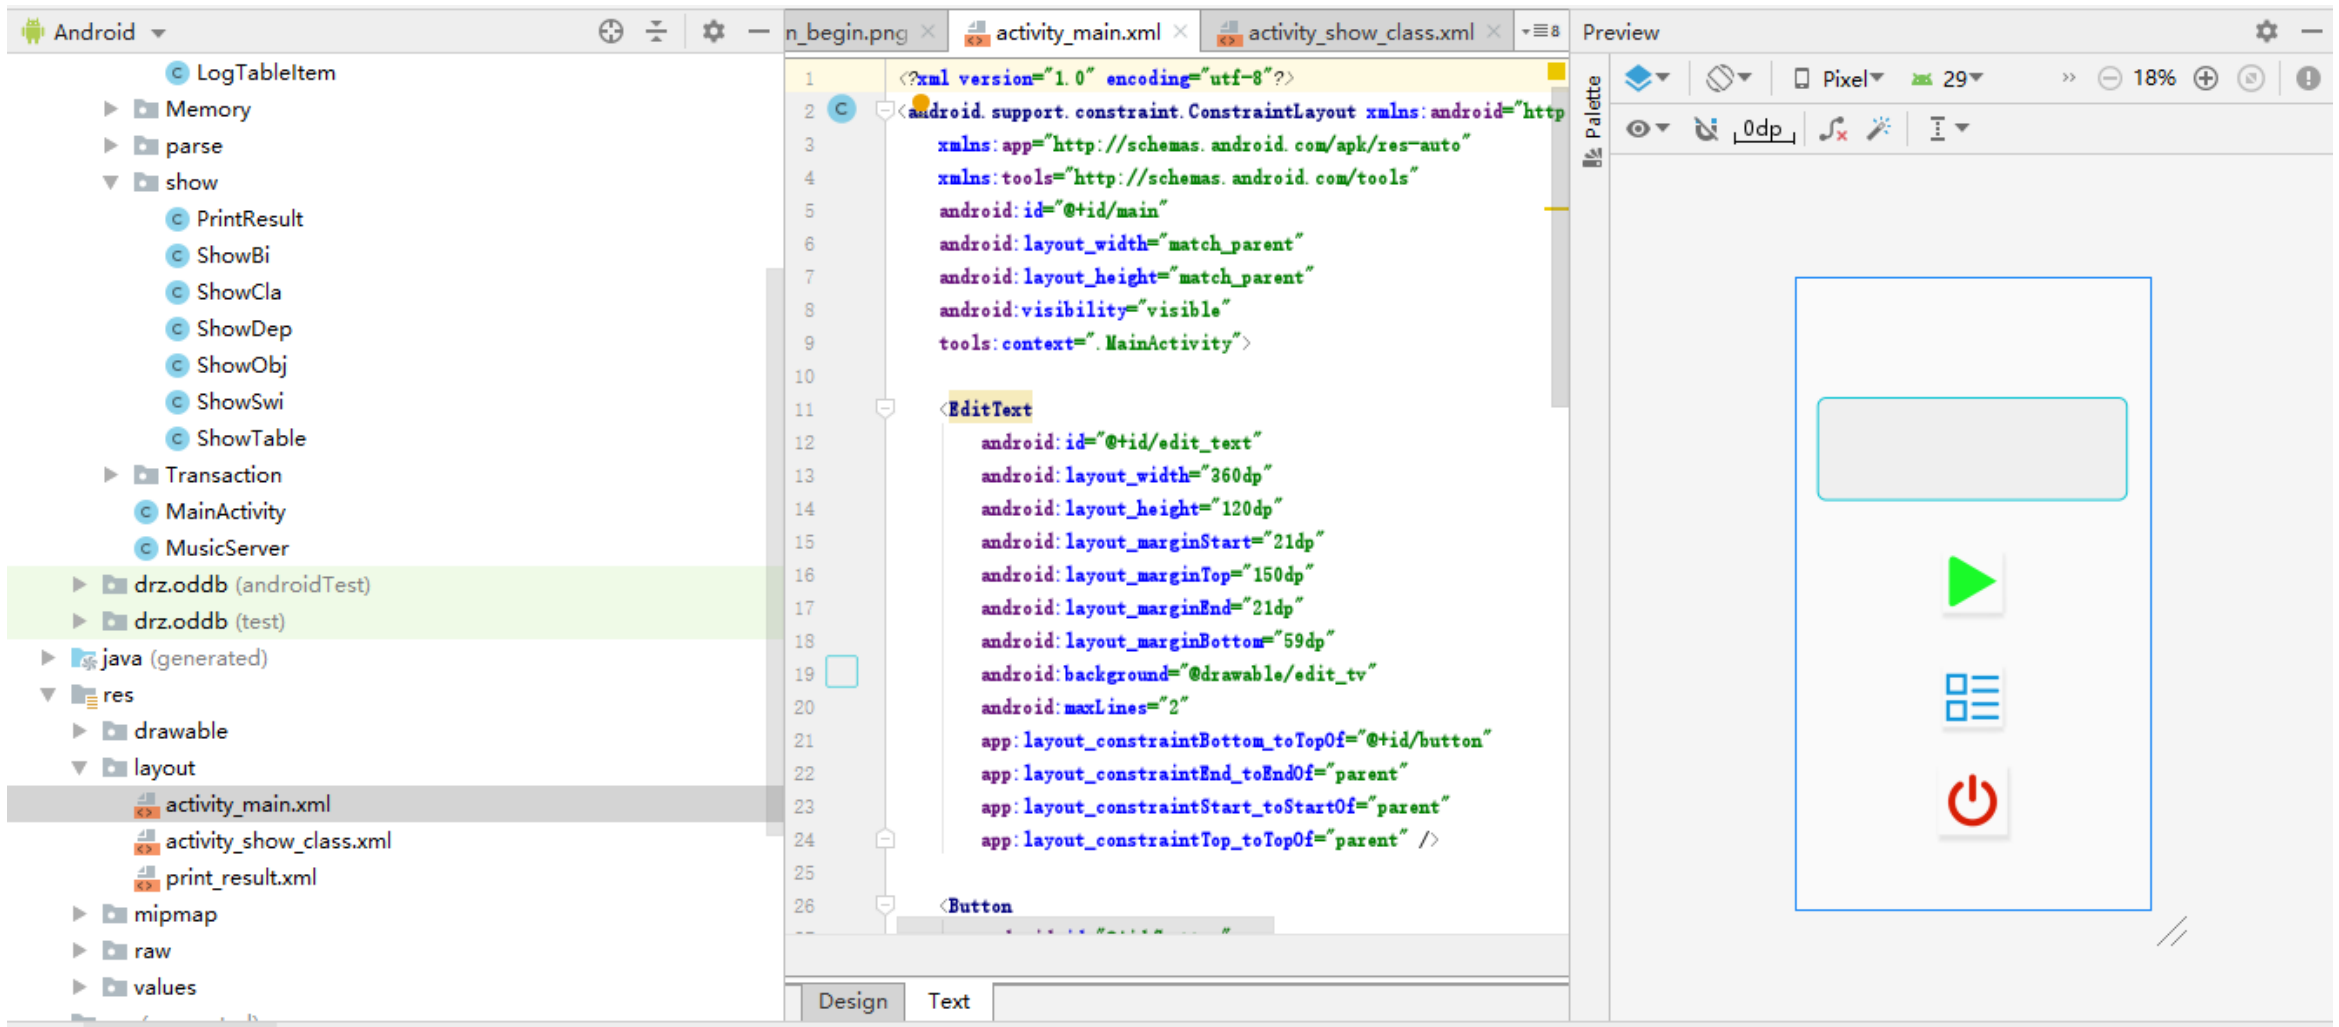 Android
LogTableItem
Memory
parse
show
PrintResult
ShowBi
ShowCla
ShowDep
ShowObj
ShowSwi
ShowTable
Transaction
MainActivity
MusicServer
drz.oddb (androidTest)
drz.oddb (test)
java (generated)
res
drawable
layout
activity_main.xml
activity_show_class.xml
print_result.xml
mipmap
raw
values
n_begin.png activity_main.xml activity_show_class.xml 8
1 <?xml version="1.0" encoding="utf-8"?>
2 C <android.support.constraint.ConstraintLayout xmlns:android="http
3 xmlns:app="http://schemas.android.com/apk/res-auto"
4 xmlns:tools="http://schemas.android.com/tools"
5 android:id="@+id/main"
6 android:layout_width="match_parent"
7 android:layout_height="match_parent"
8 android:visibility="visible"
9 tools:context=".MainActivity">
10
11 <EditText
12 android:id="@+id/edit_text"
13 android:layout_width="360dp"
14 android:layout_height="120dp"
15 android:layout_marginStart="21dp"
16 android:layout_marginTop="150dp"
17 android:layout_marginEnd="21dp"
18 android:layout_marginBottom="59dp"
19 android:background="@drawable/edit_tv"
20 android:maxLines="2"
21 app:layout_constraintBottom_toTopOf="@+id/button"
22 app:layout_constraintEnd_toEndOf="parent"
23 app:layout_constraintStart_toStartOf="parent"
24 app:layout_constraintTop_toTopOf="parent" />
25
26 <Button
Design Text
Preview
Palette
Pixel 29 18%
0dp